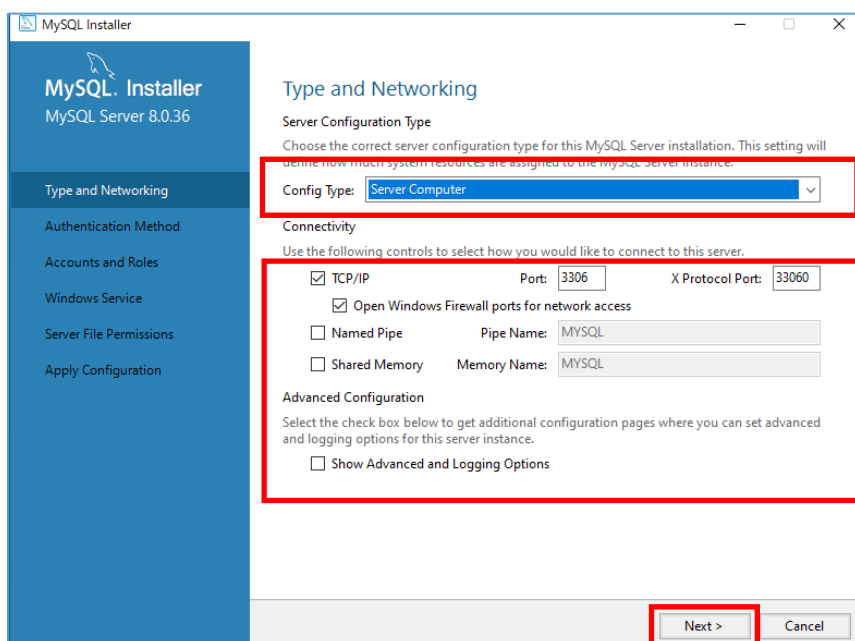 MySQL Installer
MySQL. Installer
MySQL Server 8.0.36
Type and Networking
Authentication Method
Accounts and Roles
Windows Service
Server File Permissions
Apply Configuration
Type and Networking
Server Configuration Type
Choose the correct server configuration type for this MySQL Server installation. This setting will
define how much system resources are assigned to the MySQL Server instance.
Config Type: Server Computer
Connectivity
Use the following controls to select how you would like to connect to this server.
TCP/IP Port: 3306 X Protocol Port: 33060
Open Windows Firewall ports for network access
Named Pipe Pipe Name: MYSQL
Shared Memory Memory Name: MYSQL
Advanced Configuration
Select the check box below to get additional configuration pages where you can set advanced
and logging options for this server instance.
Show Advanced and Logging Options
Next > Cancel